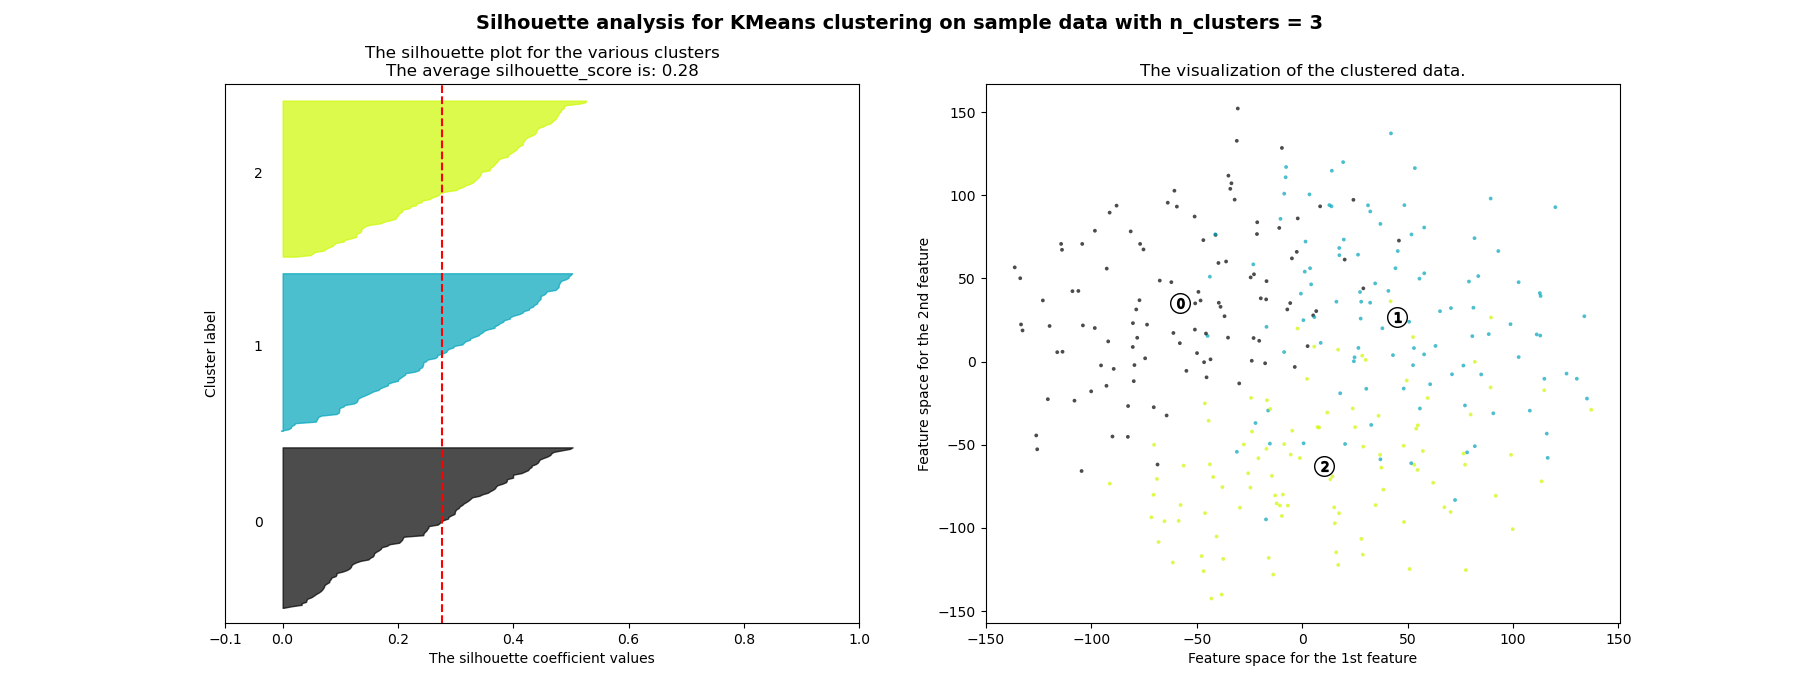 Silhouette analysis for KMeans clustering on sample data with n_clusters = 3
The silhouette plot for the various clusters
The average silhouette_score is: 0.28
Cluster label
2
1
0
−0.1 0.0 0.2 0.4 0.6 0.8 1.0
The silhouette coefficient values
The visualization of the clustered data.
Feature space for the 2nd feature
150
100
50
0
−50
−100
−150
0
1
2
−150 −100 −50 0 50 100 150
Feature space for the 1st feature